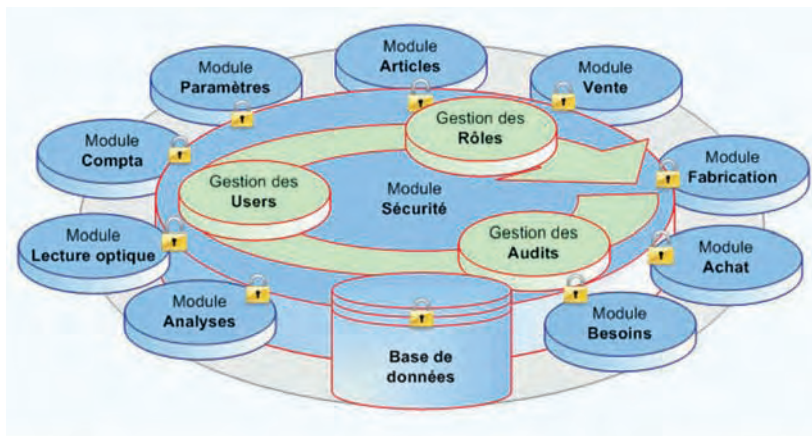 Module
Articles
Module
Paramètres
Module
Vente
Gestion des
Rôles
Module
Compta
Module
Fabrication
Gestion des
Users
Module
Sécurité
Module
Lecture optique
Gestion des
Audits
Module
Achat
Module
Analyses
Module
Besoins
Base de
données